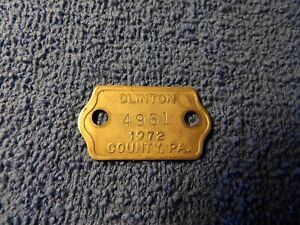 CLINTON
4961
1972
COUNTY, PA.